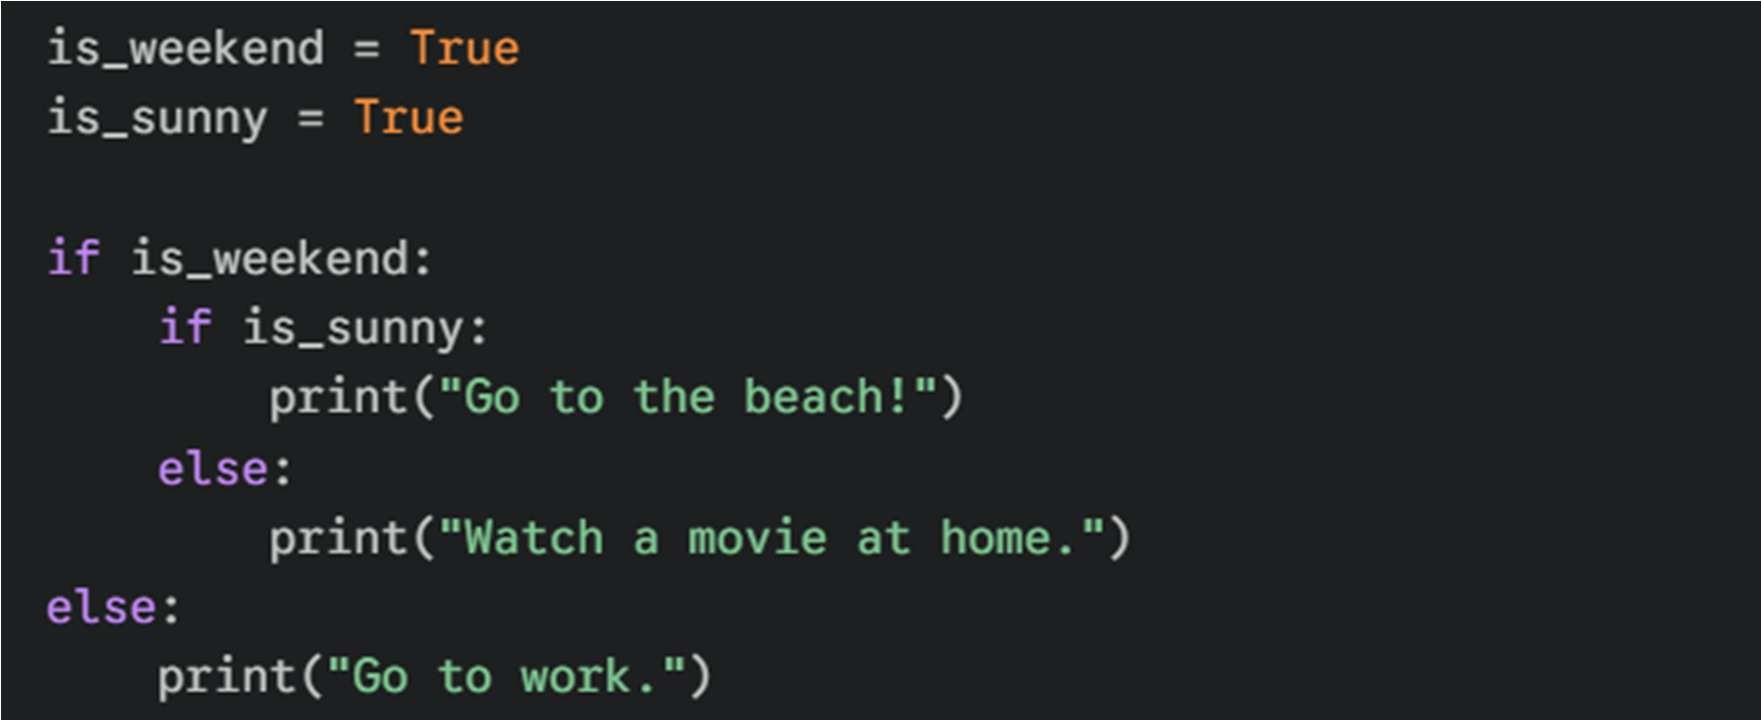 is_weekend = True
is_sunny = True

if is_weekend:
    if is_sunny:
        print("Go to the beach!")
    else:
        print("Watch a movie at home.")
else:
    print("Go to work.")